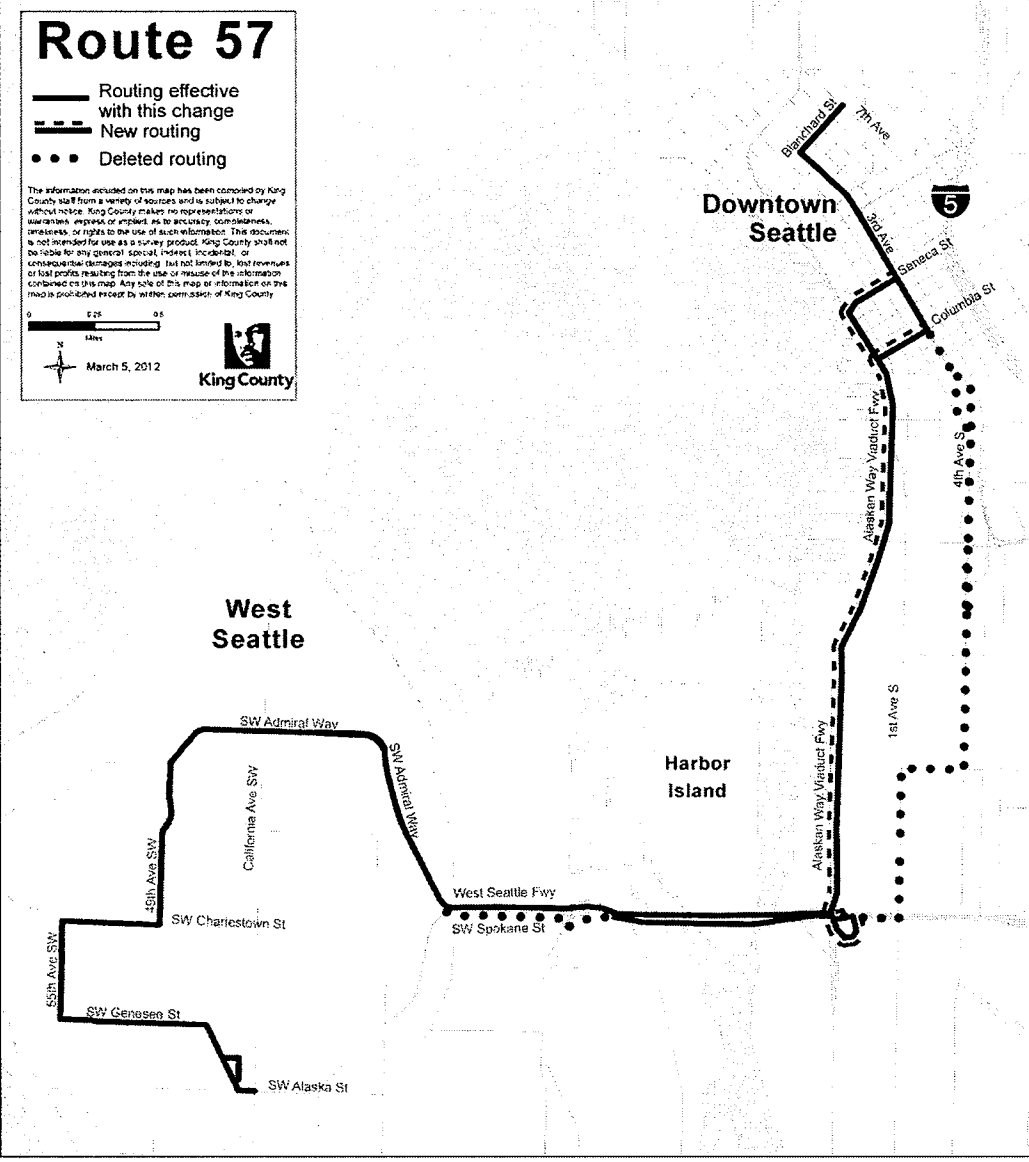 Route 57
Routing effective
with this change
New routing
Deleted routing
The information included on this map has been compiled by King
County staff from a variety of sources and is subject to change
without notice. King County makes no representations or
warranties, express or implied, as to accuracy, completeness,
timeliness, or rights to the use of such information. This document
is not intended for use as a survey product. King County shall not
be liable for any general, special, indirect, incidental, or
consequential damages including, but not limited to, lost revenues
or lost profits resulting from the use or misuse of the information
contained on this map. Any sale of this map or information on this
map is prohibited except by written permission of King County
0 0.25 0.5
Miles
N
March 5, 2012
King County
Blanchard St
7th Ave
Downtown
Seattle
5
3rd Ave
Seneca St
Columbia St
Alaskan Way Viaduct Fwy
4th Ave S
West
Seattle
SW Admiral Way
SW Admiral Way
California Ave SW
Harbor
Island
1st Ave S
Alaskan Way Viaduct Fwy
49th Ave SW
West Seattle Fwy
SW Charlestown St
SW Spokane St
55th Ave SW
SW Genesee St
SW Alaska St